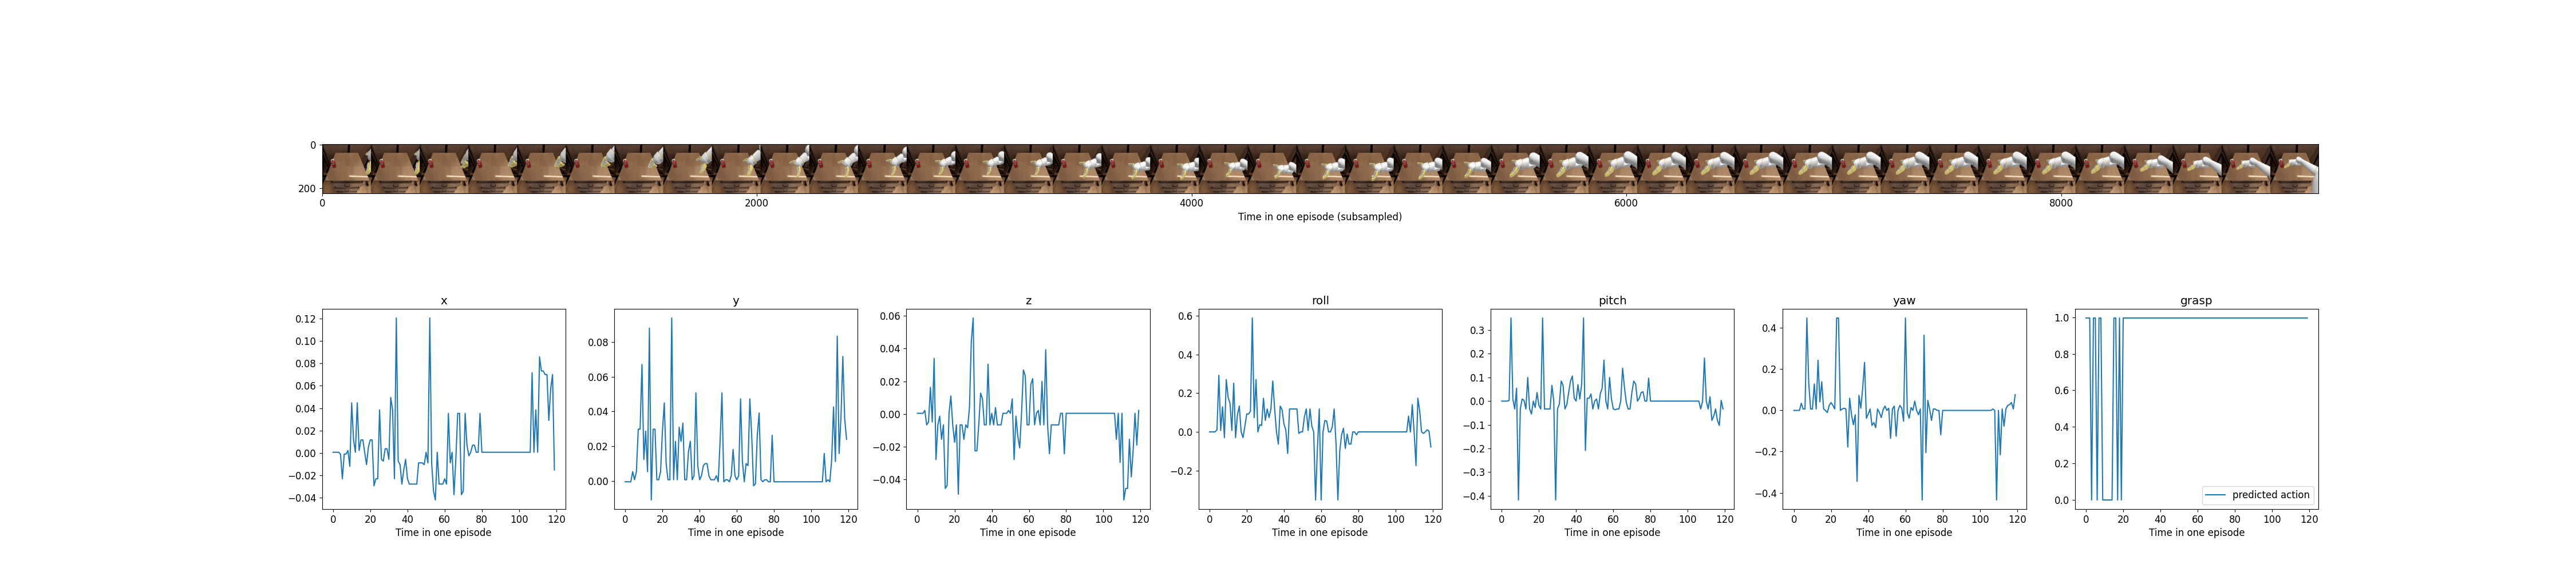 0
200
0 2000 4000 6000 8000
Time in one episode (subsampled)
x
0.12
0.10
0.08
0.06
0.04
0.02
0.00
−0.02
−0.04
0 20 40 60 80 100 120
Time in one episode
y
0.08
0.06
0.04
0.02
0.00
0 20 40 60 80 100 120
Time in one episode
z
0.06
0.04
0.02
0.00
−0.02
−0.04
0 20 40 60 80 100 120
Time in one episode
roll
0.6
0.4
0.2
0.0
−0.2
0 20 40 60 80 100 120
Time in one episode
pitch
0.3
0.2
0.1
0.0
−0.1
−0.2
−0.3
−0.4
0 20 40 60 80 100 120
Time in one episode
yaw
0.4
0.2
0.0
−0.2
−0.4
0 20 40 60 80 100 120
Time in one episode
grasp
1.0
0.8
0.6
0.4
0.2
0.0
predicted action
0 20 40 60 80 100 120
Time in one episode